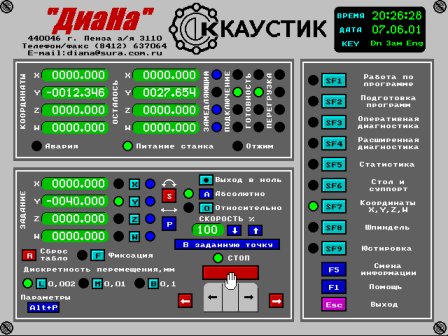 "ДиаНа"
440046 г. Пенза а/я 3110
Телефон/факс (8412) 637064
E-mail:diana@sura.com.ru
КАУСТИК
ВРЕМЯ 20:26:28
ДАТА 07.06.01
KEY Dn Зам Eng
КООРДИНАТЫ
X 0000.000
Y -0012.346
Z 0000.000
W 0000.000
ОСТАЛОСЬ
X 0000.000
Y 0027.654
Z 0000.000
W 0000.000
ЗАМЕДЛЯЮЩИЙ
ПОДКЛЮЧЕНИЕ
ГОТОВНОСТЬ
ПЕРЕГРУЗКА
Авария
Питание станка
Отжим
ЗАДАНИЕ
X 0000.000 X
Y -0040.000 Y
Z 0000.000 Z
W 0000.000 W
S
P
Выход в ноль
A Абсолютно
O Относительно
СКОРОСТЬ %
100
В заданную точку
СТОП
R Сброс табло
F Фиксация
Дискретность перемещения,мм
L 0,002
M 0,01
B 0,1
Параметры
Alt+P
SF1 Работа по программе
SF2 Подготовка программ
SF3 Оперативная диагностика
SF4 Расширенная диагностика
SF5 Статистика
SF6 Стол и суппорт
SF7 Координаты X,Y,Z,W
SF8 Шпиндель
SF9 Юстировка
F5 Смена информации
F1 Помощь
Esc Выход